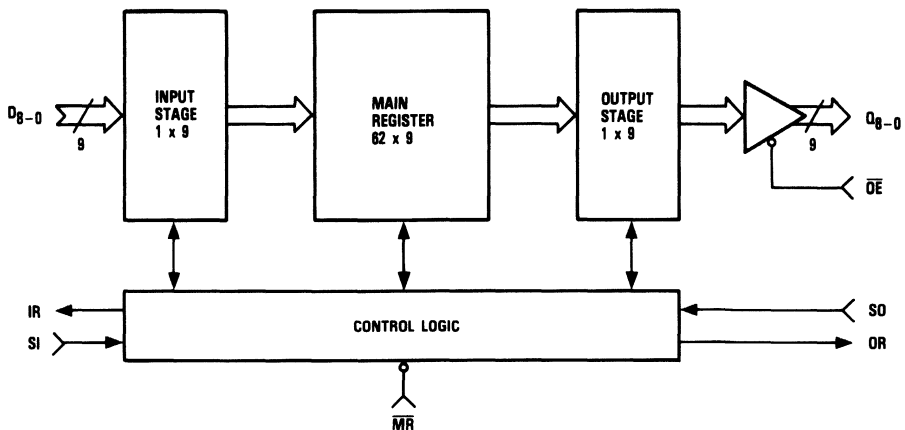 D8-0
9
INPUT
STAGE
1 x 9
MAIN
REGISTER
62 x 9
OUTPUT
STAGE
1 x 9
9
Q8-0
OE
IR
SI
CONTROL LOGIC
SO
OR
MR